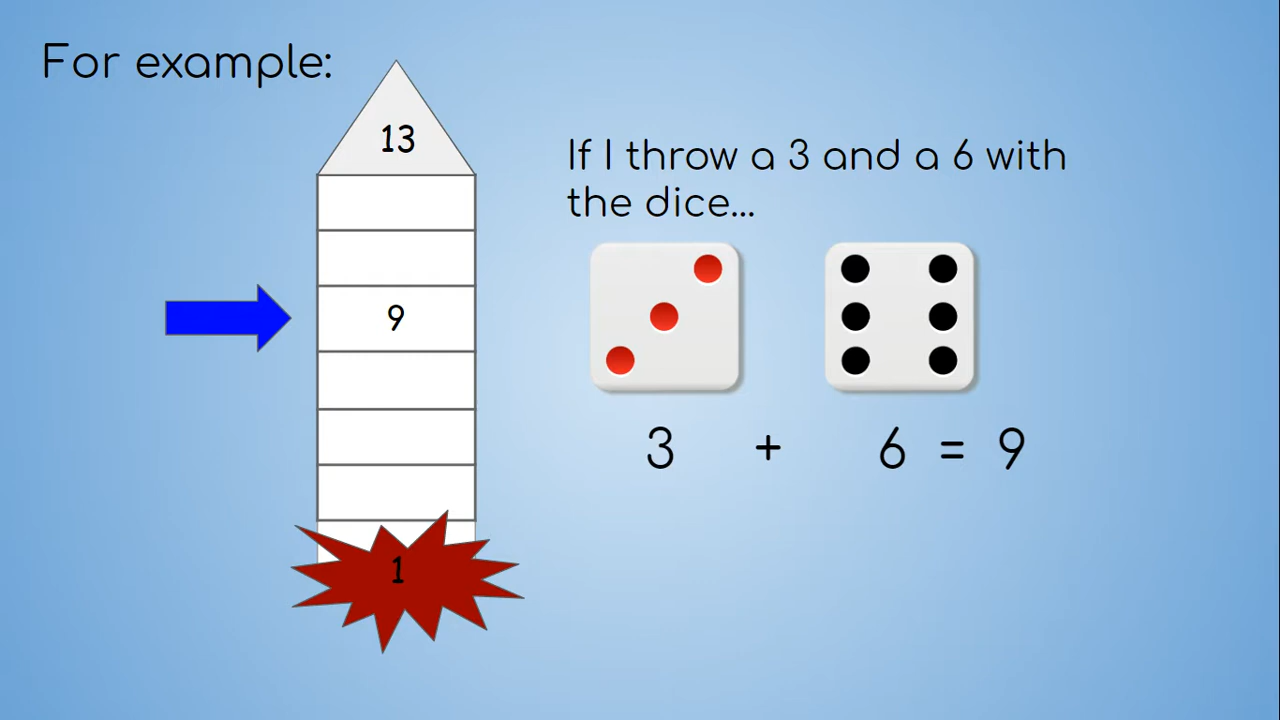 For example:
13
If I throw a 3 and a 6 with
the dice...
9
3 + 6 = 9
1